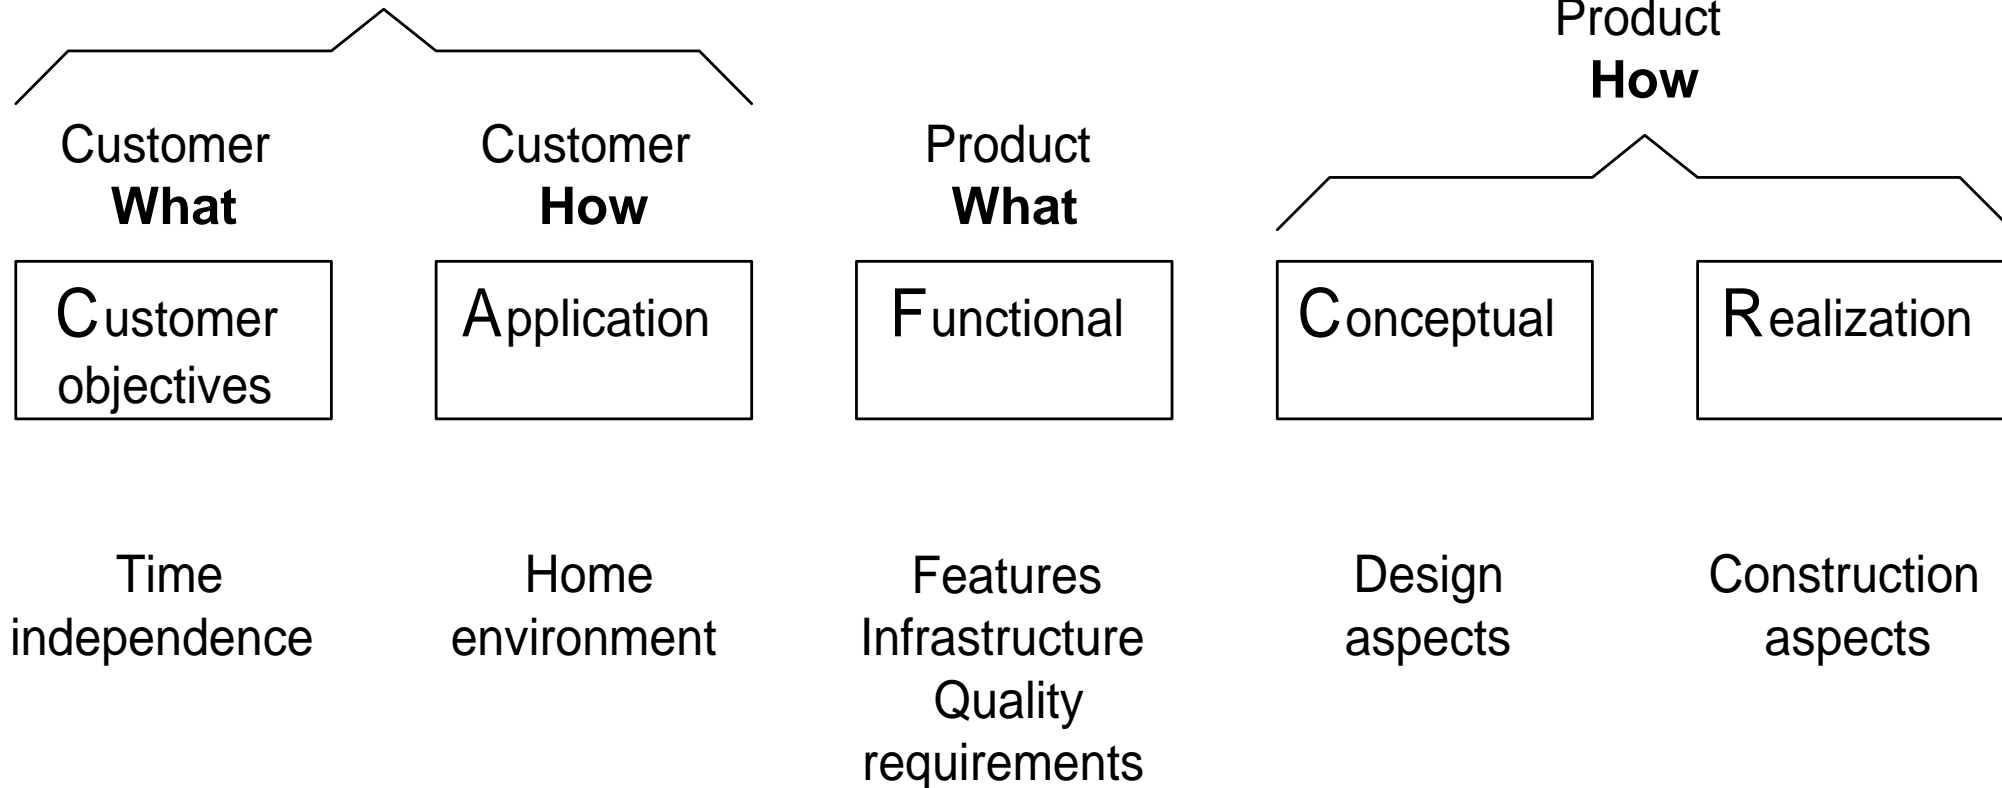 Product
How
Customer
What
Customer
How
Product
What
Customer
objectives
Application
Functional
Conceptual
Realization
Time
independence
Home
environment
Features
Infrastructure
Quality
requirements
Design
aspects
Construction
aspects